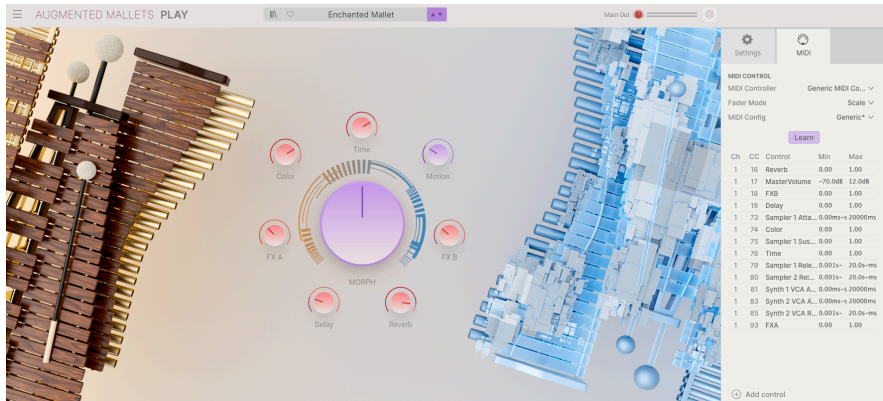 AUGMENTED MALLETS PLAY
Enchanted Mallet
Main Out
Settings
MIDI
Time
Color
Motion
FX A
FX B
MORPH
Delay
Reverb
MIDI CONTROL
MIDI Controller Generic MIDI Co...
Fader Mode Scale
MIDI Config Generic*
Learn
Ch CC Control Min Max
1 16 Reverb 0.00 1.00
1 17 MasterVolume -70.0dB 12.0dB
1 18 FXB 0.00 1.00
1 19 Delay 0.00 1.00
1 73 Sampler 1 Atta... 0.00ms-s 20000ms
1 74 Color 0.00 1.00
1 75 Sampler 1 Sus... 0.00 1.00
1 76 Time 0.00 1.00
1 79 Sampler 1 Rele... 0.001s- 20.0s-ms
1 80 Sampler 2 Rel... 0.001s- 20.0s-ms
1 81 Synth 1 VCA A... 0.00ms-s 20000ms
1 83 Synth 2 VCA A... 0.00ms-s 20000ms
1 85 Synth 2 VCA R... 0.001s- 20.0s-ms
1 93 FXA 0.00 1.00
Add control